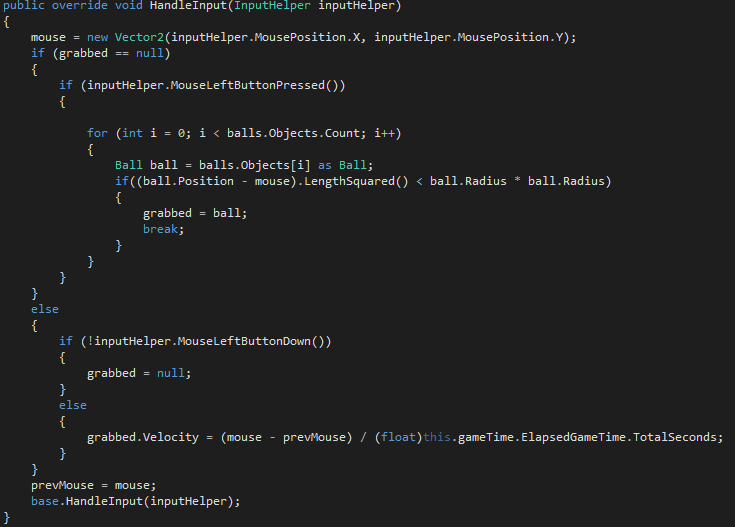 public override void HandleInput(InputHelper inputHelper)
{
    mouse = new Vector2(inputHelper.MousePosition.X, inputHelper.MousePosition.Y);
    if (grabbed == null)
    {
        if (inputHelper.MouseLeftButtonPressed())
        {

            for (int i = 0; i < balls.Objects.Count; i++)
            {
                Ball ball = balls.Objects[i] as Ball;
                if((ball.Position - mouse).LengthSquared() < ball.Radius * ball.Radius)
                {
                    grabbed = ball;
                    break;
                }
            }
        }
    }
    else
    {
        if (!inputHelper.MouseLeftButtonDown())
        {
            grabbed = null;
        }
        else
        {
            grabbed.Velocity = (mouse - prevMouse) / (float)this.gameTime.ElapsedGameTime.TotalSeconds;
        }
    }
    prevMouse = mouse;
    base.HandleInput(inputHelper);
}